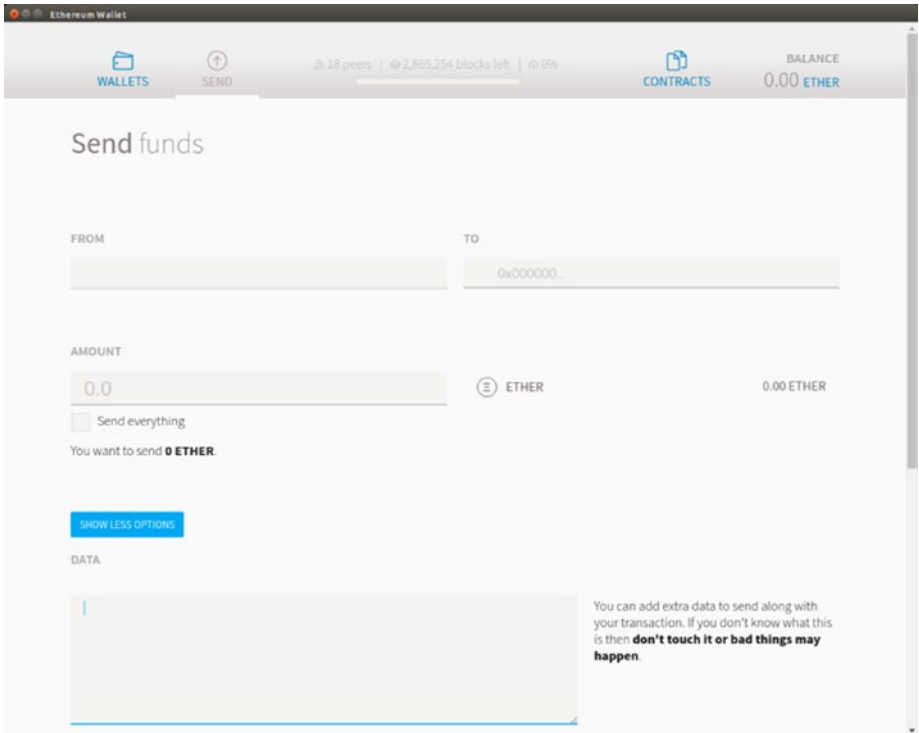 Ethereum Wallet
WALLETS
SEND
18 peers | 2,865,254 blocks left | 0%
CONTRACTS
BALANCE
0.00 ETHER
Send funds
FROM
TO
0x000000..
AMOUNT
0.0
ETHER
0.00 ETHER
Send everything
You want to send 0 ETHER.
SHOW LESS OPTIONS
DATA
You can add extra data to send along with
your transaction. If you don't know what this
is then don't touch it or bad things may
happen.